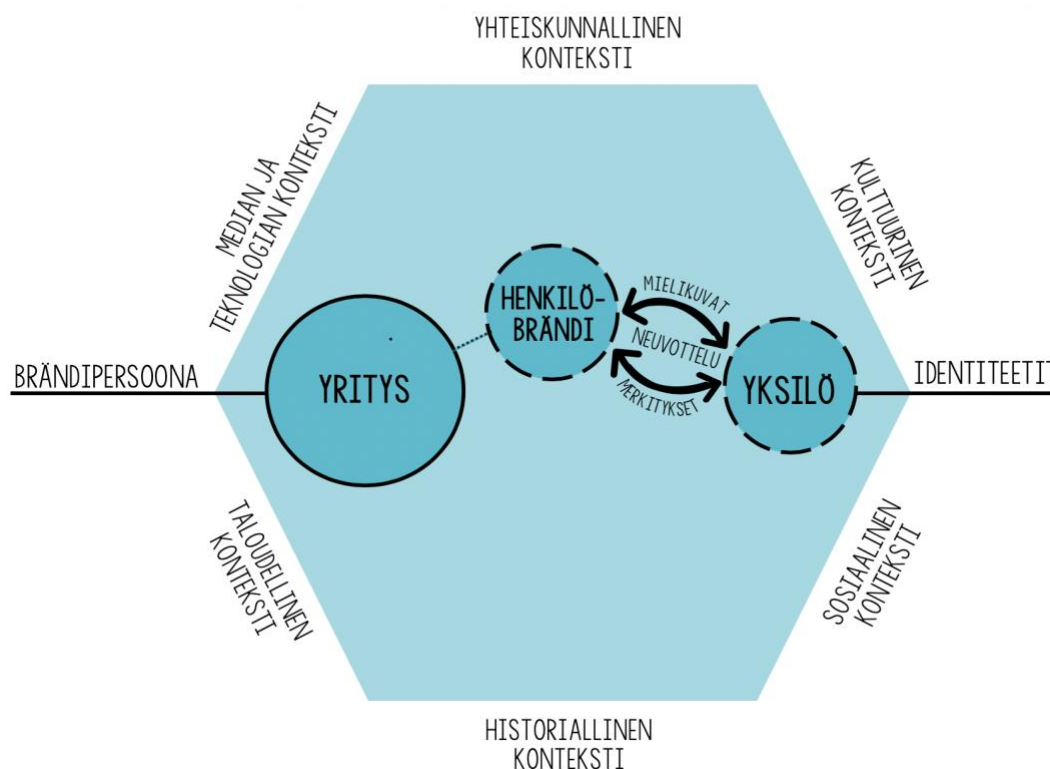 YHTEISKUNNALLINEN
KONTEKSTI
MEDIAN JA
TEKNOLOGIAN KONTEKSTI
KULTTUURINEN
KONTEKSTI
HENKILÖ-
BRÄNDI
MIELIKUVAT
NEUVOTTELU
MERKITYKSET
BRÄNDIPERSOONA
YRITYS
YKSILÖ
IDENTITEETIT
TALOUDELLINEN
KONTEKSTI
SOSIAALINEN
KONTEKSTI
HISTORIALLINEN
KONTEKSTI